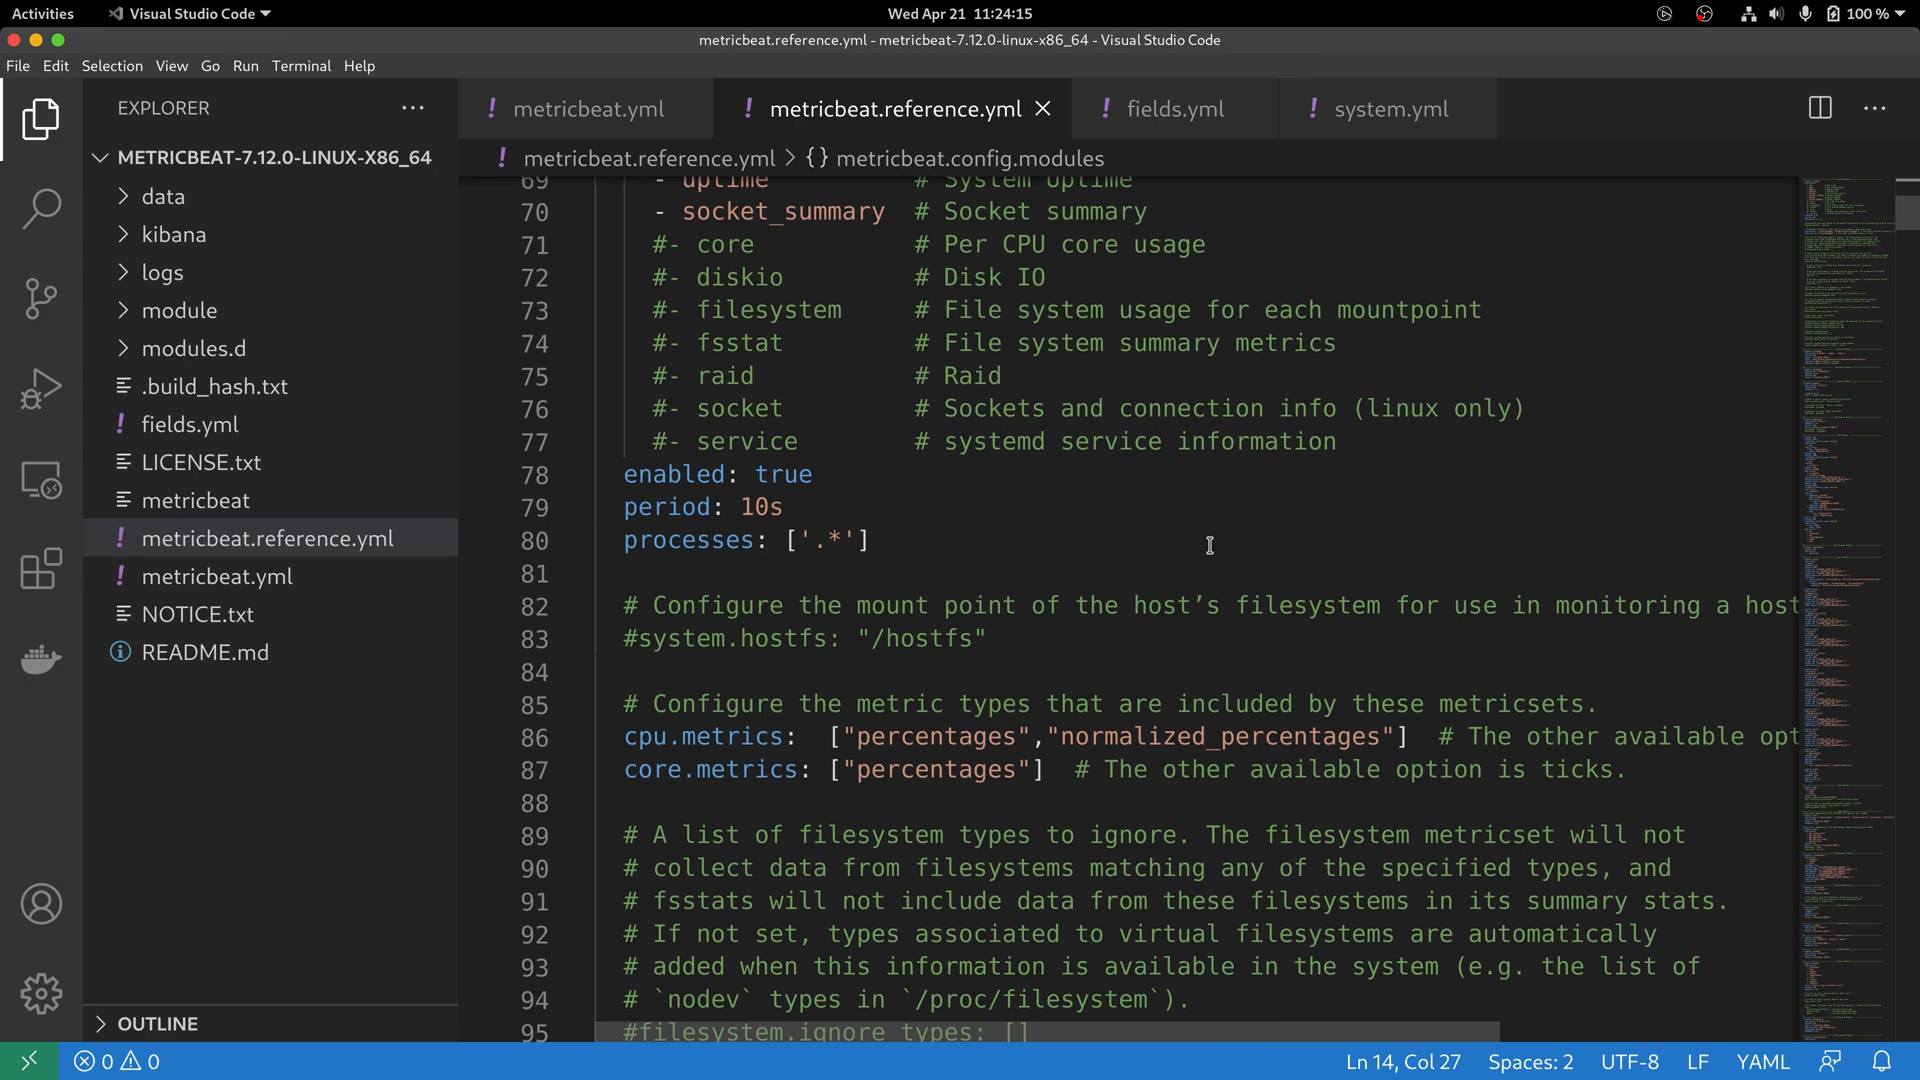 Activities
Visual Studio Code
Wed Apr 21 11:24:15
100 %
metricbeat.reference.yml - metricbeat-7.12.0-linux-x86_64 - Visual Studio Code
File Edit Selection View Go Run Terminal Help
EXPLORER
METRICBEAT-7.12.0-LINUX-X86_64
data
kibana
logs
module
modules.d
.build_hash.txt
fields.yml
LICENSE.txt
metricbeat
metricbeat.reference.yml
metricbeat.yml
NOTICE.txt
README.md
OUTLINE
metricbeat.yml
metricbeat.reference.yml
fields.yml
system.yml
metricbeat.reference.yml > {} metricbeat.config.modules
69 - uptime # System Uptime
70 - socket_summary # Socket summary
71 #- core # Per CPU core usage
72 #- diskio # Disk IO
73 #- filesystem # File system usage for each mountpoint
74 #- fsstat # File system summary metrics
75 #- raid # Raid
76 #- socket # Sockets and connection info (linux only)
77 #- service # systemd service information
78 enabled: true
79 period: 10s
80 processes: ['.*']
81
82 # Configure the mount point of the host’s filesystem for use in monitoring a host
83 #system.hostfs: "/hostfs"
84
85 # Configure the metric types that are included by these metricsets.
86 cpu.metrics: ["percentages","normalized_percentages"] # The other available opt
87 core.metrics: ["percentages"] # The other available option is ticks.
88
89 # A list of filesystem types to ignore. The filesystem metricset will not
90 # collect data from filesystems matching any of the specified types, and
91 # fsstats will not include data from these filesystems in its summary stats.
92 # If not set, types associated to virtual filesystems are automatically
93 # added when this information is available in the system (e.g. the list of
94 # `nodev` types in `/proc/filesystem`).
95 #filesystem.ignore_types: []
0 0
Ln 14, Col 27
Spaces: 2
UTF-8
LF
YAML